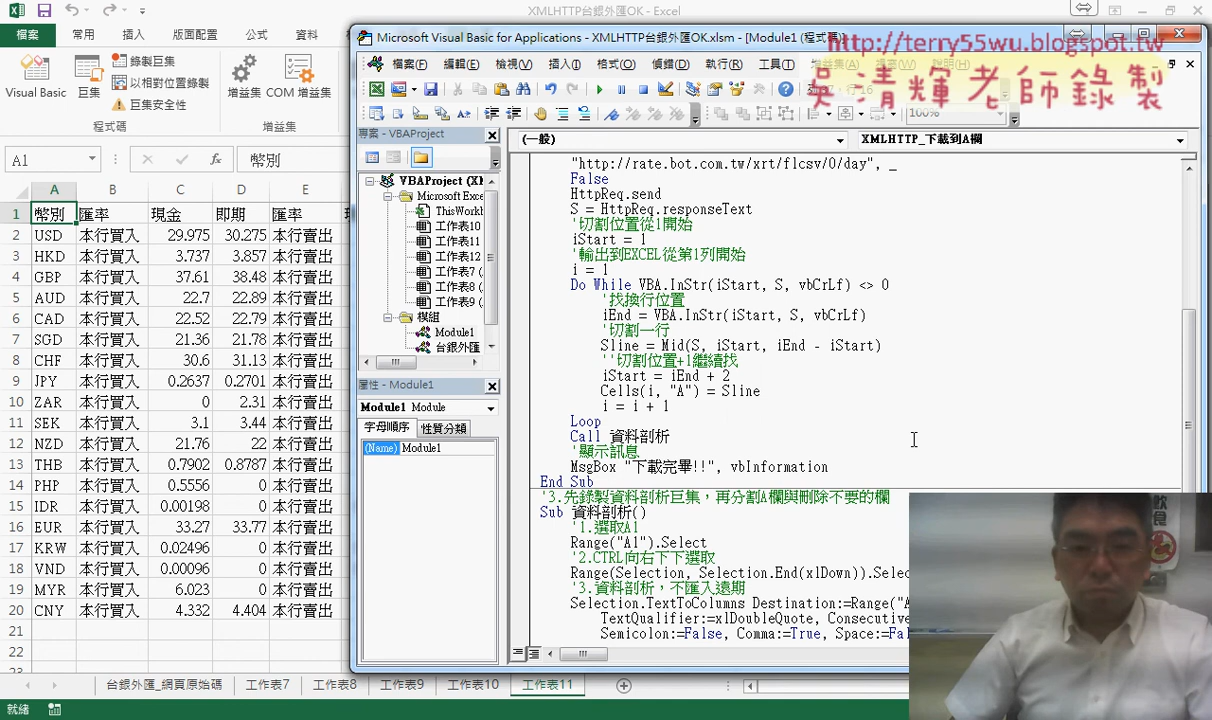 XMLHTTP台銀外匯OK - Excel
檔案 常用 插入 版面配置 公式 資料
Visual Basic 巨集 錄製巨集 以相對位置錄製 巨集安全性 增益集 COM 增益集
程式碼 增益集
A1 fx 幣別
A B C D E
1 幣別 匯率 現金 即期 匯率
2 USD 本行買入 29.975 30.275 本行賣出
3 HKD 本行買入 3.737 3.857 本行賣出
4 GBP 本行買入 37.61 38.48 本行賣出
5 AUD 本行買入 22.7 22.89 本行賣出
6 CAD 本行買入 22.52 22.79 本行賣出
7 SGD 本行買入 21.36 21.78 本行賣出
8 CHF 本行買入 30.6 31.13 本行賣出
9 JPY 本行買入 0.2637 0.2701 本行賣出
10 ZAR 本行買入 0 2.31 本行賣出
11 SEK 本行買入 3.1 3.44 本行賣出
12 NZD 本行買入 21.76 22 本行賣出
13 THB 本行買入 0.7902 0.8787 本行賣出
14 PHP 本行買入 0.5556 0 本行賣出
15 IDR 本行買入 0.00198 0 本行賣出
16 EUR 本行買入 33.27 33.77 本行賣出
17 KRW 本行買入 0.02496 0 本行賣出
18 VND 本行買入 0.00096 0 本行賣出
19 MYR 本行買入 6.023 0 本行賣出
20 CNY 本行買入 4.332 4.404 本行賣出
21
22
23
台銀外匯_網頁原始碼 工作表7 工作表8 工作表9 工作表10 工作表11
就緒
Microsoft Visual Basic for Applications - XMLHTTP台銀外匯OK.xlsm - [Module1 (程式碼)]
http://terry55wu.blogspot.tw
吳清輝老師錄製
檔案(F) 編輯(E) 檢視(V) 插入(I) 格式(O) 偵錯(D) 執行(R) 工具(T)
100%
專案 - VBAProject
VBAProject (XM
Microsoft Exce
ThisWorkb
工作表10
工作表11
工作表12
工作表7 (
工作表8 (
工作表9 (
模組
Module1
台銀外匯
屬性 - Module1
Module1 Module
字母順序 性質分類
(Name) Module1
(一般) XMLHTTP_下載到A欄
"http://rate.bot.com.tw/xrt/flcsv/0/day", _
False
HttpReq.send
S = HttpReq.responseText
'切割位置從1開始
iStart = 1
'輸出到EXCEL從第1列開始
i = 1
Do While VBA.InStr(iStart, S, vbCrLf) <> 0
'找換行位置
iEnd = VBA.InStr(iStart, S, vbCrLf)
'切割一行
Sline = Mid(S, iStart, iEnd - iStart)
''切割位置+1繼續找
iStart = iEnd + 2
Cells(i, "A") = Sline
i = i + 1
Loop
Call 資料剖析
'顯示訊息
MsgBox "下載完畢!!", vbInformation
End Sub
'3.先錄製資料剖析巨集，再分割A欄與刪除不要的欄
Sub 資料剖析()
'1.選取A1
Range("A1").Select
'2.CTRL向右下下選取
Range(Selection, Selection.End(xlDown)).Selec
'3.資料剖析，不匯入遠期
Selection.TextToColumns Destination:=Range("A
TextQualifier:=xlDoubleQuote, Consecutive
Semicolon:=False, Comma:=True, Space:=Fal
飲食